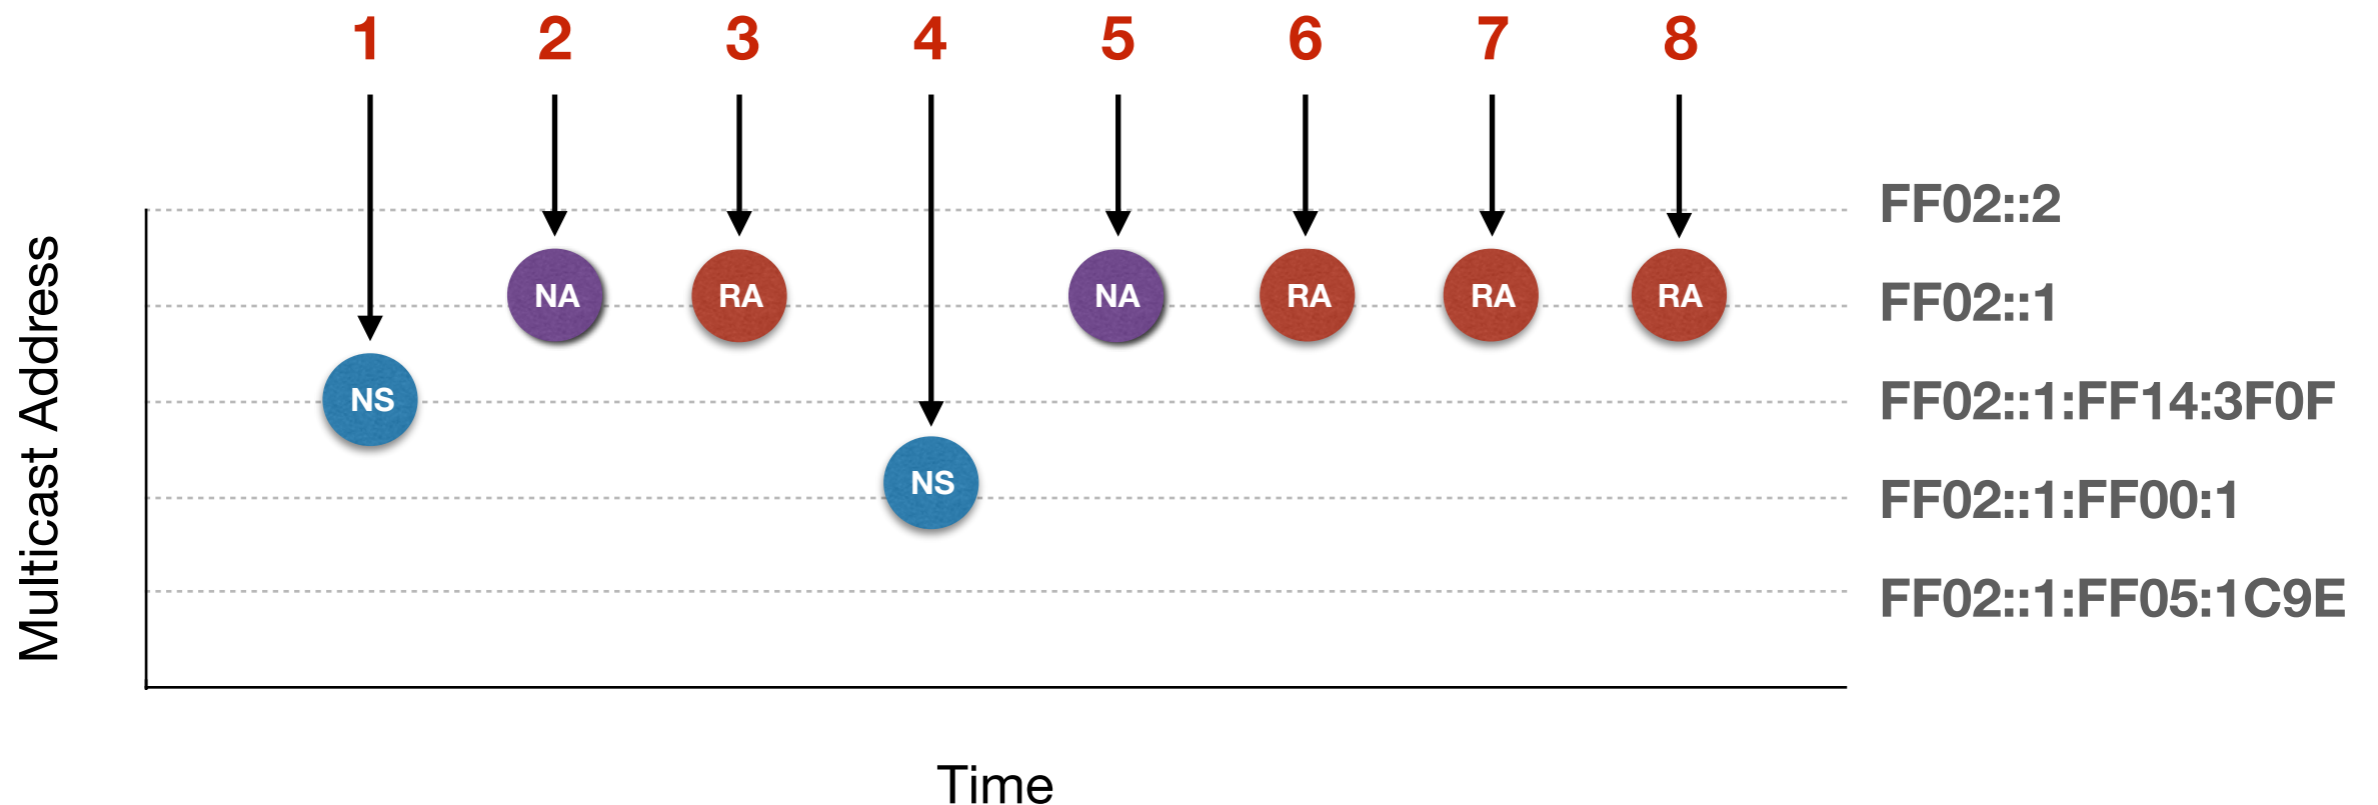 1 2 3 4 5 6 7 8
FF02::2
NA RA NA RA RA RA
FF02::1
NS
FF02::1:FF14:3F0F
NS
FF02::1:FF00:1
FF02::1:FF05:1C9E
Multicast Address
Time